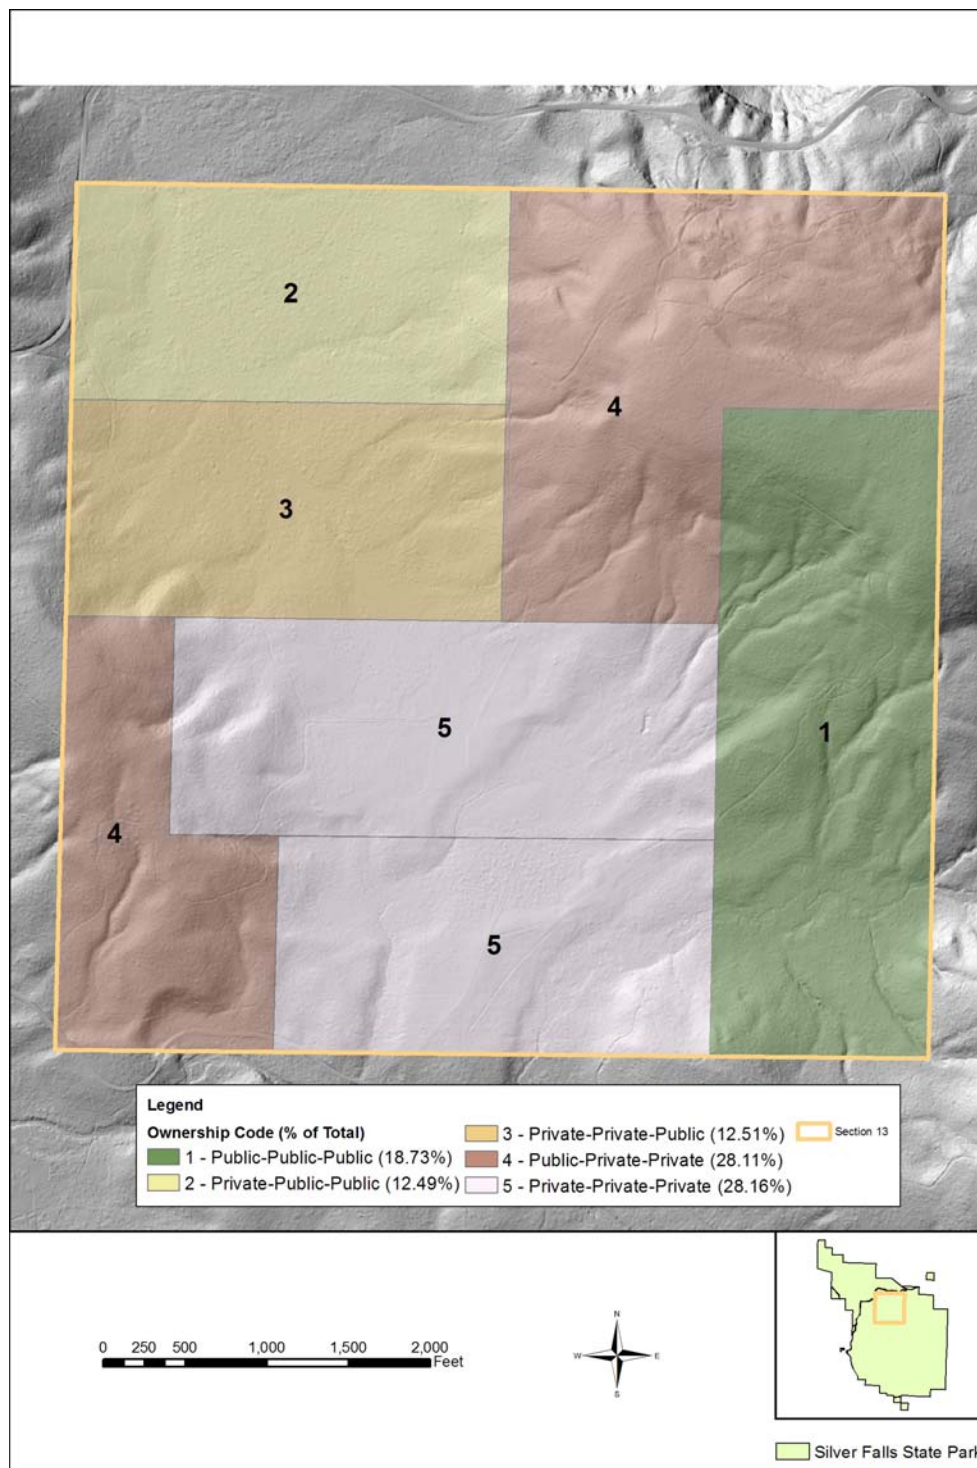 2
4
3
5
1
4
5
Legend
Ownership Code (% of Total)
1 - Public-Public-Public (18.73%)
2 - Private-Public-Public (12.49%)
3 - Private-Private-Public (12.51%)
4 - Public-Private-Private (28.11%)
5 - Private-Private-Private (28.16%)
Section 13
0 250 500 1,000 1,500 2,000
Feet
N
W E
S
Silver Falls State Park